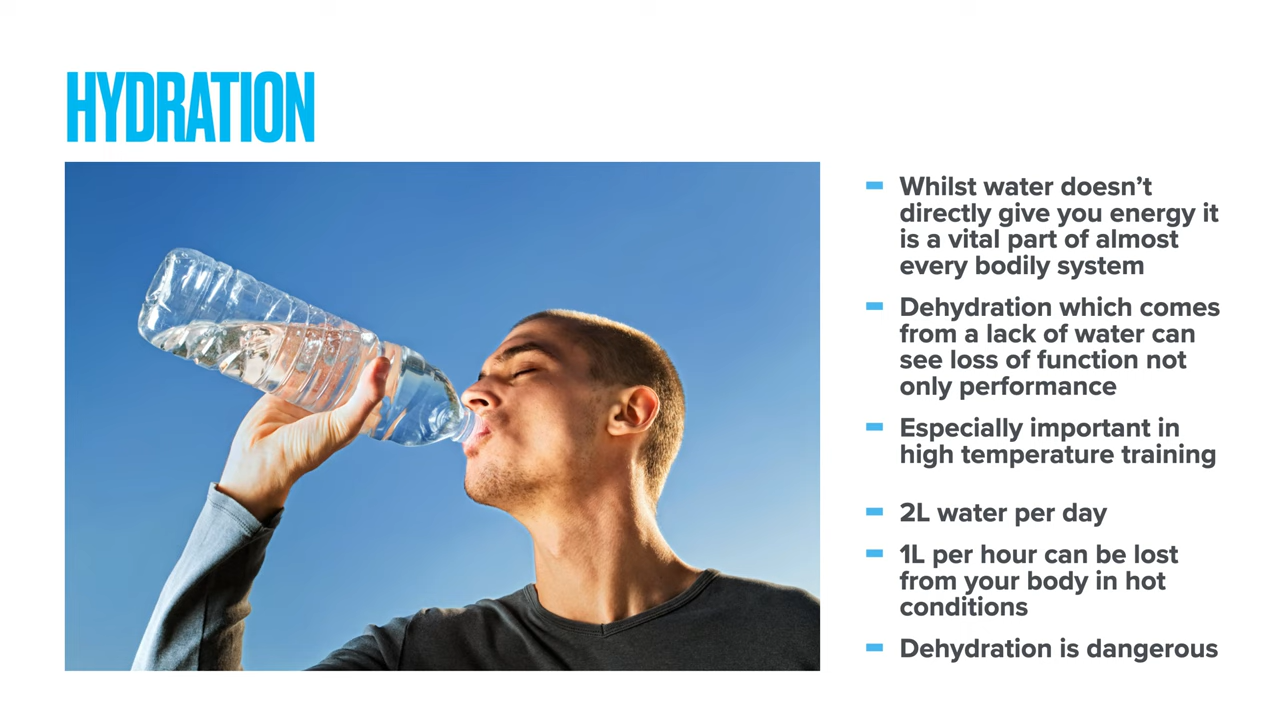 HYDRATION
Whilst water doesn’t
directly give you energy it
is a vital part of almost
every bodily system
Dehydration which comes
from a lack of water can
see loss of function not
only performance
Especially important in
high temperature training
2L water per day
1L per hour can be lost
from your body in hot
conditions
Dehydration is dangerous